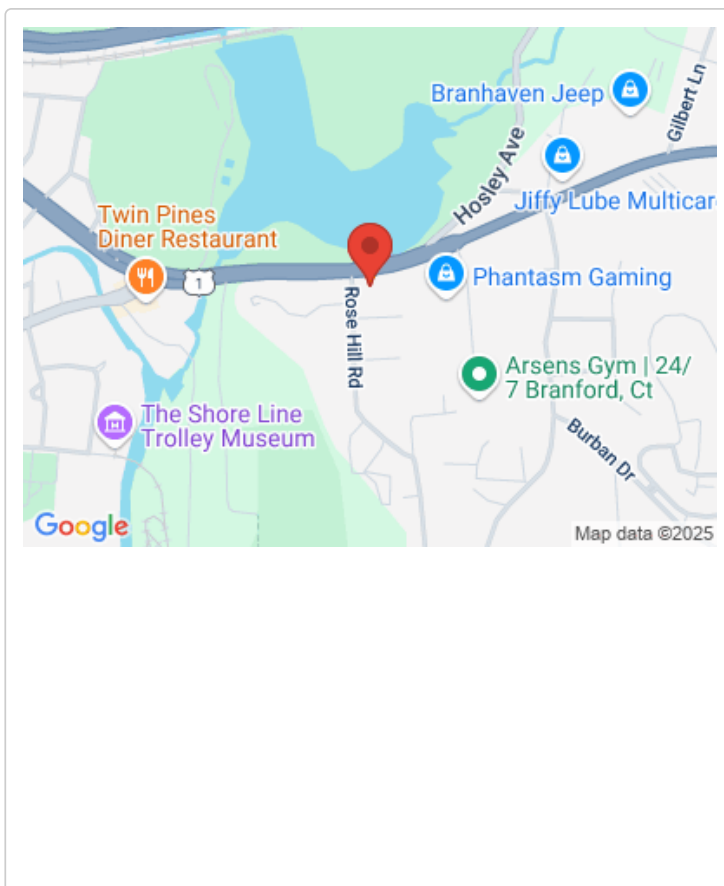 Branhaven Jeep
Gilbert Ln
Hosley Ave
Jiffy Lube Multicar
Twin Pines
Diner Restaurant
1
Phantasm Gaming
Rose Hill Rd
Arsens Gym | 24/
7 Branford, Ct
The Shore Line
Trolley Museum
Burban Dr
Google
Map data ©2025